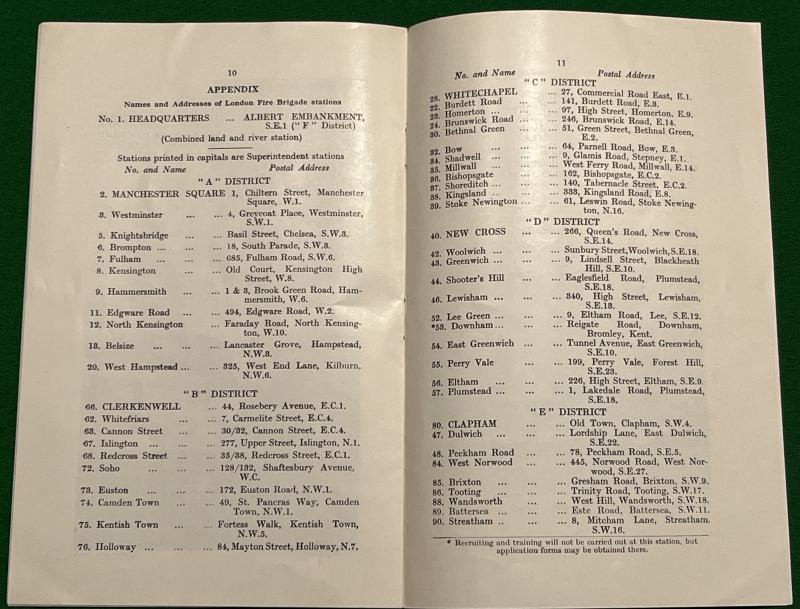 10
APPENDIX
Names and Addresses of London Fire Brigade stations
No. 1. HEADQUARTERS ... ALBERT EMBANKMENT,
S.E.1 ("F" District)
(Combined land and river station)
Stations printed in capitals are Superintendent stations
No. and Name Postal Address
"A" DISTRICT
2. MANCHESTER SQUARE 1, Chiltern Street, Manchester
Square, W.1.
3. Westminster ... ... 4, Greycoat Place, Westminster,
S.W.1.
5. Knightsbridge ... ... Basil Street, Chelsea, S.W.3.
6. Brompton ... ... ... 18, South Parade, S.W.3.
7. Fulham ... ... ... 685, Fulham Road, S.W.6.
8. Kensington ... ... Old Court, Kensington High
Street, W.8.
9. Hammersmith ... ... 1 & 3, Brook Green Road, Ham-
mersmith, W.6.
11. Edgware Road ... ... 494, Edgware Road, W.2.
12. North Kensington ... Faraday Road, North Kensing-
ton, W.10.
13. Belsize ... ... ... Lancaster Grove, Hampstead,
N.W.3.
20. West Hampstead ... ... 325, West End Lane, Kilburn,
N.W.6.
"B" DISTRICT
66. CLERKENWELL ... 44, Rosebery Avenue, E.C.1.
62. Whitefriars ... ... 7, Carmelite Street, E.C.4.
63. Cannon Street ... ... 30/32, Cannon Street, E.C.4.
67. Islington ... ... ... 277, Upper Street, Islington, N.1.
68. Redcross Street ... ... 35/38, Redcross Street, E.C.1.
72. Soho ... ... ... 128/132, Shaftesbury Avenue,
W.C.
73. Euston ... ... ... 172, Euston Road, N.W.1.
74. Camden Town ... ... 49, St. Pancras Way, Camden
Town, N.W.1.
75. Kentish Town ... ... Fortess Walk, Kentish Town,
N.W.5.
76. Holloway ... ... ... 84, Mayton Street, Holloway, N.7.
11
No. and Name Postal Address
"C" DISTRICT
28. WHITECHAPEL ... ... 27, Commercial Road East, E.1.
22. Burdett Road ... ... 141, Burdett Road, E.3.
23. Homerton ... ... ... 97, High Street, Homerton, E.9.
24. Brunswick Road ... ... 246, Brunswick Road, E.14.
30. Bethnal Green ... ... 51, Green Street, Bethnal Green,
E.2.
32. Bow ... ... ... 64, Parnell Road, Bow, E.3.
34. Shadwell ... ... ... 9, Glamis Road, Stepney, E.1.
35. Millwall ... ... ... West Ferry Road, Millwall, E.14.
36. Bishopsgate ... ... 162, Bishopsgate, E.C.2.
37. Shoreditch ... ... ... 140, Tabernacle Street, E.C.2.
38. Kingsland ... ... ... 333, Kingsland Road, E.8.
39. Stoke Newington ... ... 61, Leswin Road, Stoke Newing-
ton, N.16.
"D" DISTRICT
40. NEW CROSS ... ... 266, Queen's Road, New Cross,
S.E.14.
42. Woolwich ... ... ... Sunbury Street, Woolwich, S.E.18.
43. Greenwich ... ... ... 9, Lindsell Street, Blackheath
Hill, S.E.10.
44. Shooter's Hill ... ... Eaglesfield Road, Plumstead,
S.E.18.
46. Lewisham ... ... ... 340, High Street, Lewisham,
S.E.13.
52. Lee Green ... ... ... 9, Eltham Road, Lee, S.E.12.
*53. Downham ... ... ... Reigate Road, Downham,
Bromley, Kent.
54. East Greenwich ... ... Tunnel Avenue, East Greenwich,
S.E.10.
55. Perry Vale ... ... 199, Perry Vale, Forest Hill,
S.E.23.
56. Eltham ... ... ... 226, High Street, Eltham, S.E.9.
57. Plumstead ... ... ... 1, Lakedale Road, Plumstead,
S.E.18.
"E" DISTRICT
80. CLAPHAM ... ... Old Town, Clapham, S.W.4.
47. Dulwich ... ... ... Lordship Lane, East Dulwich,
S.E.22.
48. Peckham Road ... ... 78, Peckham Road, S.E.5.
84. West Norwood ... ... 445, Norwood Road, West Nor-
wood, S.E.27.
85. Brixton ... ... ... Gresham Road, Brixton, S.W.9.
86. Tooting ... ... ... Trinity Road, Tooting, S.W.17.
88. Wandsworth ... ... West Hill, Wandsworth, S.W.18.
89. Battersea ... ... ... Este Road, Battersea, S.W.11.
90. Streatham ... ... ... 8, Mitcham Lane, Streatham,
S.W.16.
* Recruiting and training will not be carried out at this station, but
application forms may be obtained there.